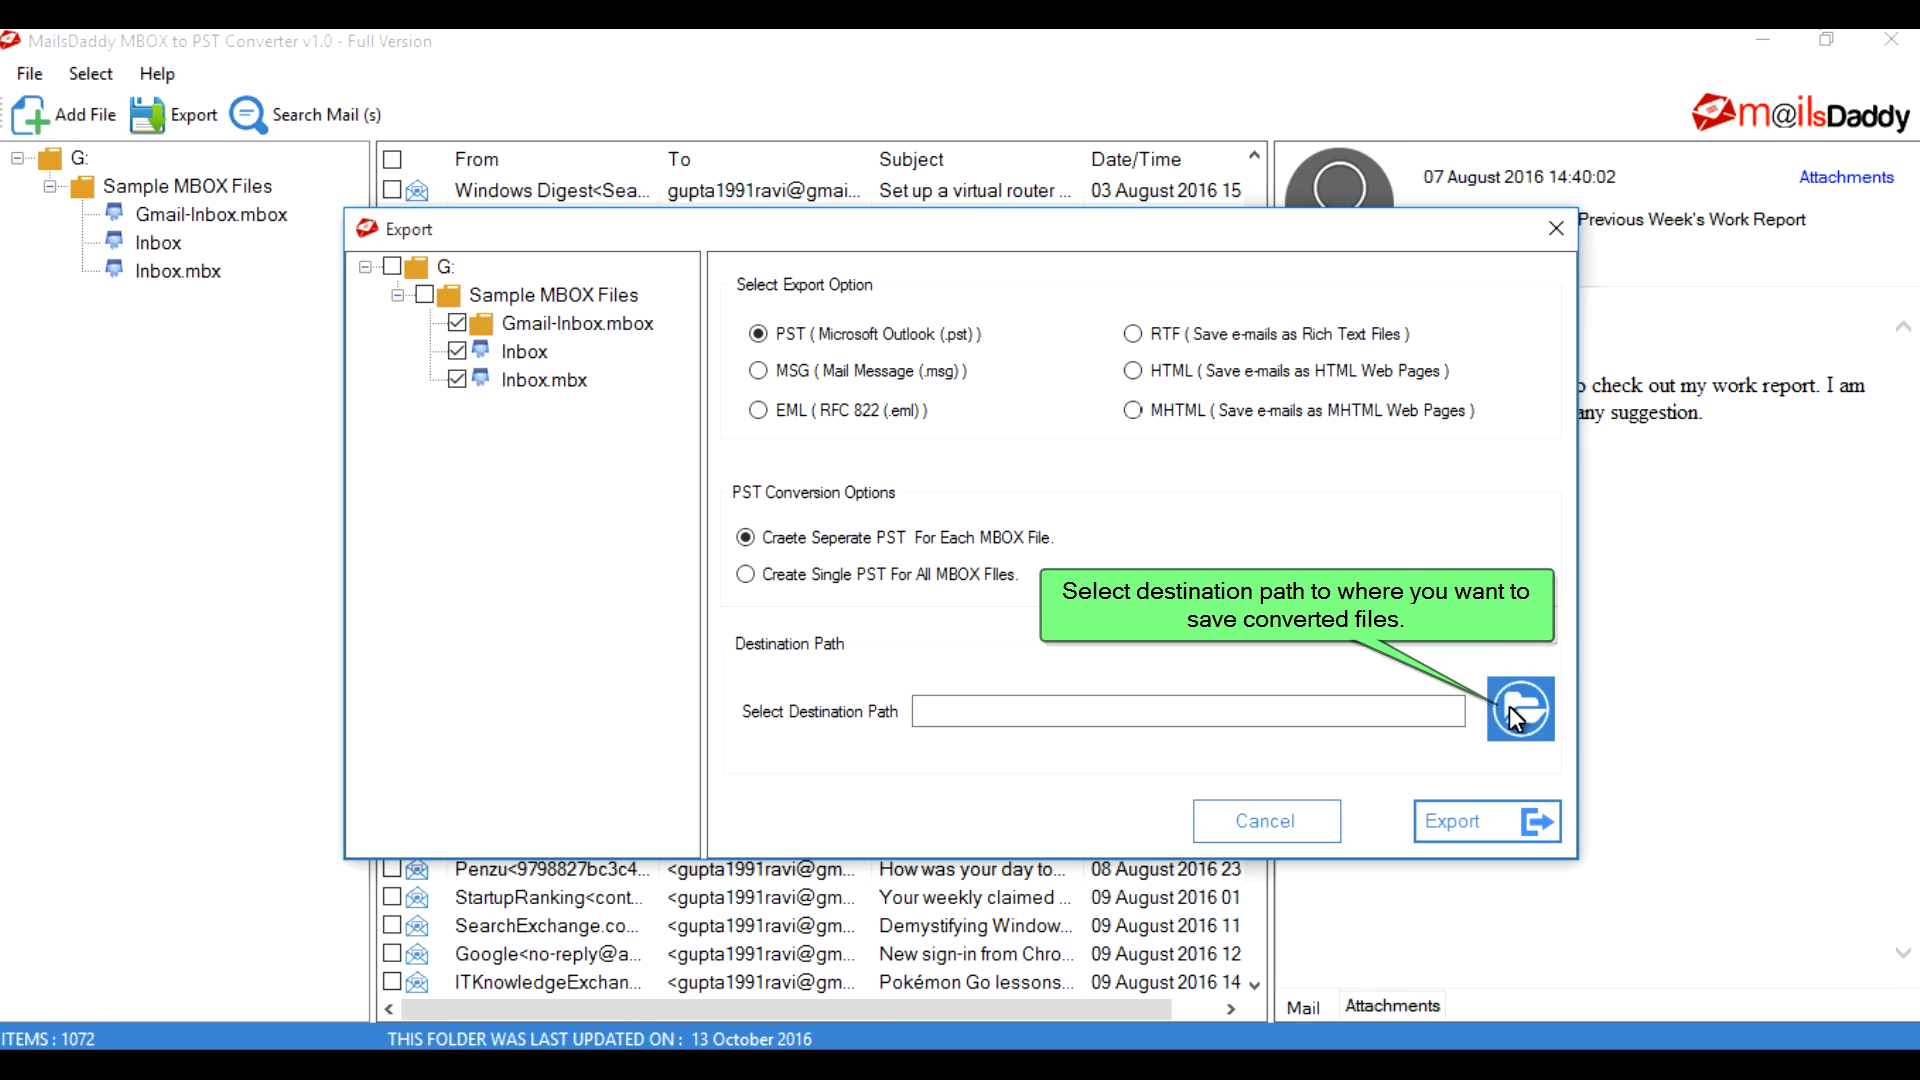 MailsDaddy MBOX to PST Converter v1.0 - Full Version
File Select Help
Add File Export Search Mail (s)
m@ilsDaddy
G:
Sample MBOX Files
Gmail-Inbox.mbox
Inbox
Inbox.mbx
From To Subject Date/Time
Windows Digest<Sea... gupta1991ravi@gmai... Set up a virtual router ... 03 August 2016 15
07 August 2016 14:40:02 Attachments
Previous Week's Work Report
check out my work report. I am
any suggestion.
Export
G:
Sample MBOX Files
Gmail-Inbox.mbox
Inbox
Inbox.mbx
Select Export Option
PST ( Microsoft Outlook (.pst) ) RTF ( Save e-mails as Rich Text Files )
MSG ( Mail Message (.msg) ) HTML ( Save e-mails as HTML Web Pages )
EML ( RFC 822 (.eml) ) MHTML ( Save e-mails as MHTML Web Pages )
PST Conversion Options
Craete Seperate PST For Each MBOX File.
Create Single PST For All MBOX FIles.
Select destination path to where you want to
save converted files.
Destination Path
Select Destination Path
Cancel Export
Penzu<9798827bc3c4... <gupta1991ravi@gm... How was your day to... 08 August 2016 23
StartupRanking<cont... <gupta1991ravi@gm... Your weekly claimed ... 09 August 2016 01
SearchExchange.co... <gupta1991ravi@gm... Demystifying Window... 09 August 2016 11
Google<no-reply@a... <gupta1991ravi@gm... New sign-in from Chro... 09 August 2016 12
ITKnowledgeExchan... <gupta1991ravi@gm... Pokémon Go lessons... 09 August 2016 14
Mail Attachments
ITEMS : 1072 THIS FOLDER WAS LAST UPDATED ON : 13 October 2016